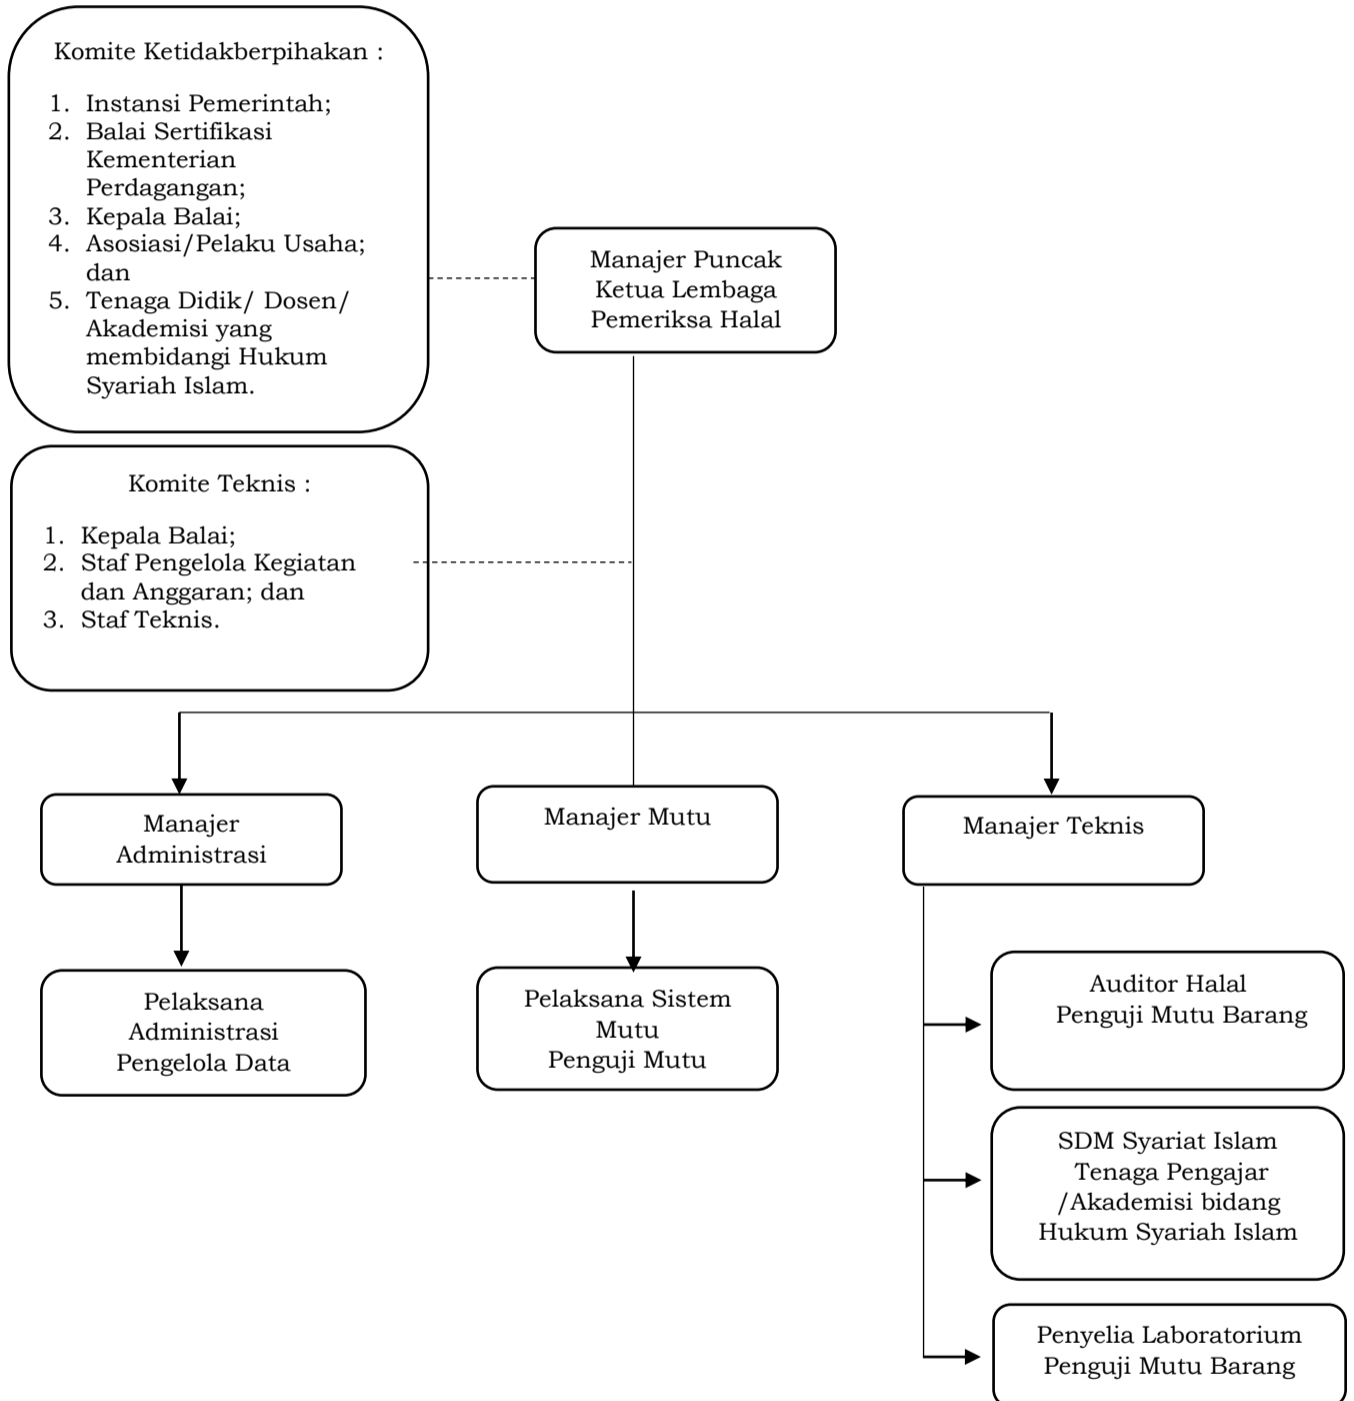 Komite Ketidakberpihakan :
1. Instansi Pemerintah;
2. Balai Sertifikasi
Kementerian
Perdagangan;
3. Kepala Balai;
4. Asosiasi/Pelaku Usaha;
dan
5. Tenaga Didik/ Dosen/
Akademisi yang
membidangi Hukum
Syariah Islam.
Manajer Puncak
Ketua Lembaga
Pemeriksa Halal
Komite Teknis :
1. Kepala Balai;
2. Staf Pengelola Kegiatan
dan Anggaran; dan
3. Staf Teknis.
Manajer
Administrasi
Manajer Mutu
Manajer Teknis
Pelaksana
Administrasi
Pengelola Data
Pelaksana Sistem
Mutu
Penguji Mutu
Auditor Halal
Penguji Mutu Barang
SDM Syariat Islam
Tenaga Pengajar
/Akademisi bidang
Hukum Syariah Islam
Penyelia Laboratorium
Penguji Mutu Barang